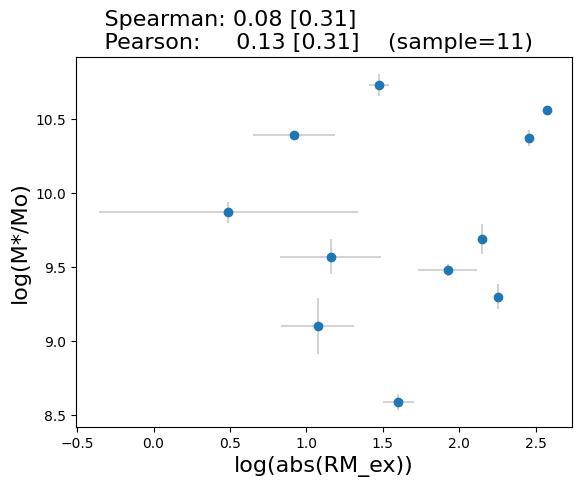 Spearman: 0.08 [0.31]
Pearson: 0.13 [0.31] (sample=11)
log(M*/Mo)
10.5
10.0
9.5
9.0
8.5
−0.5 0.0 0.5 1.0 1.5 2.0 2.5
log(abs(RM_ex))